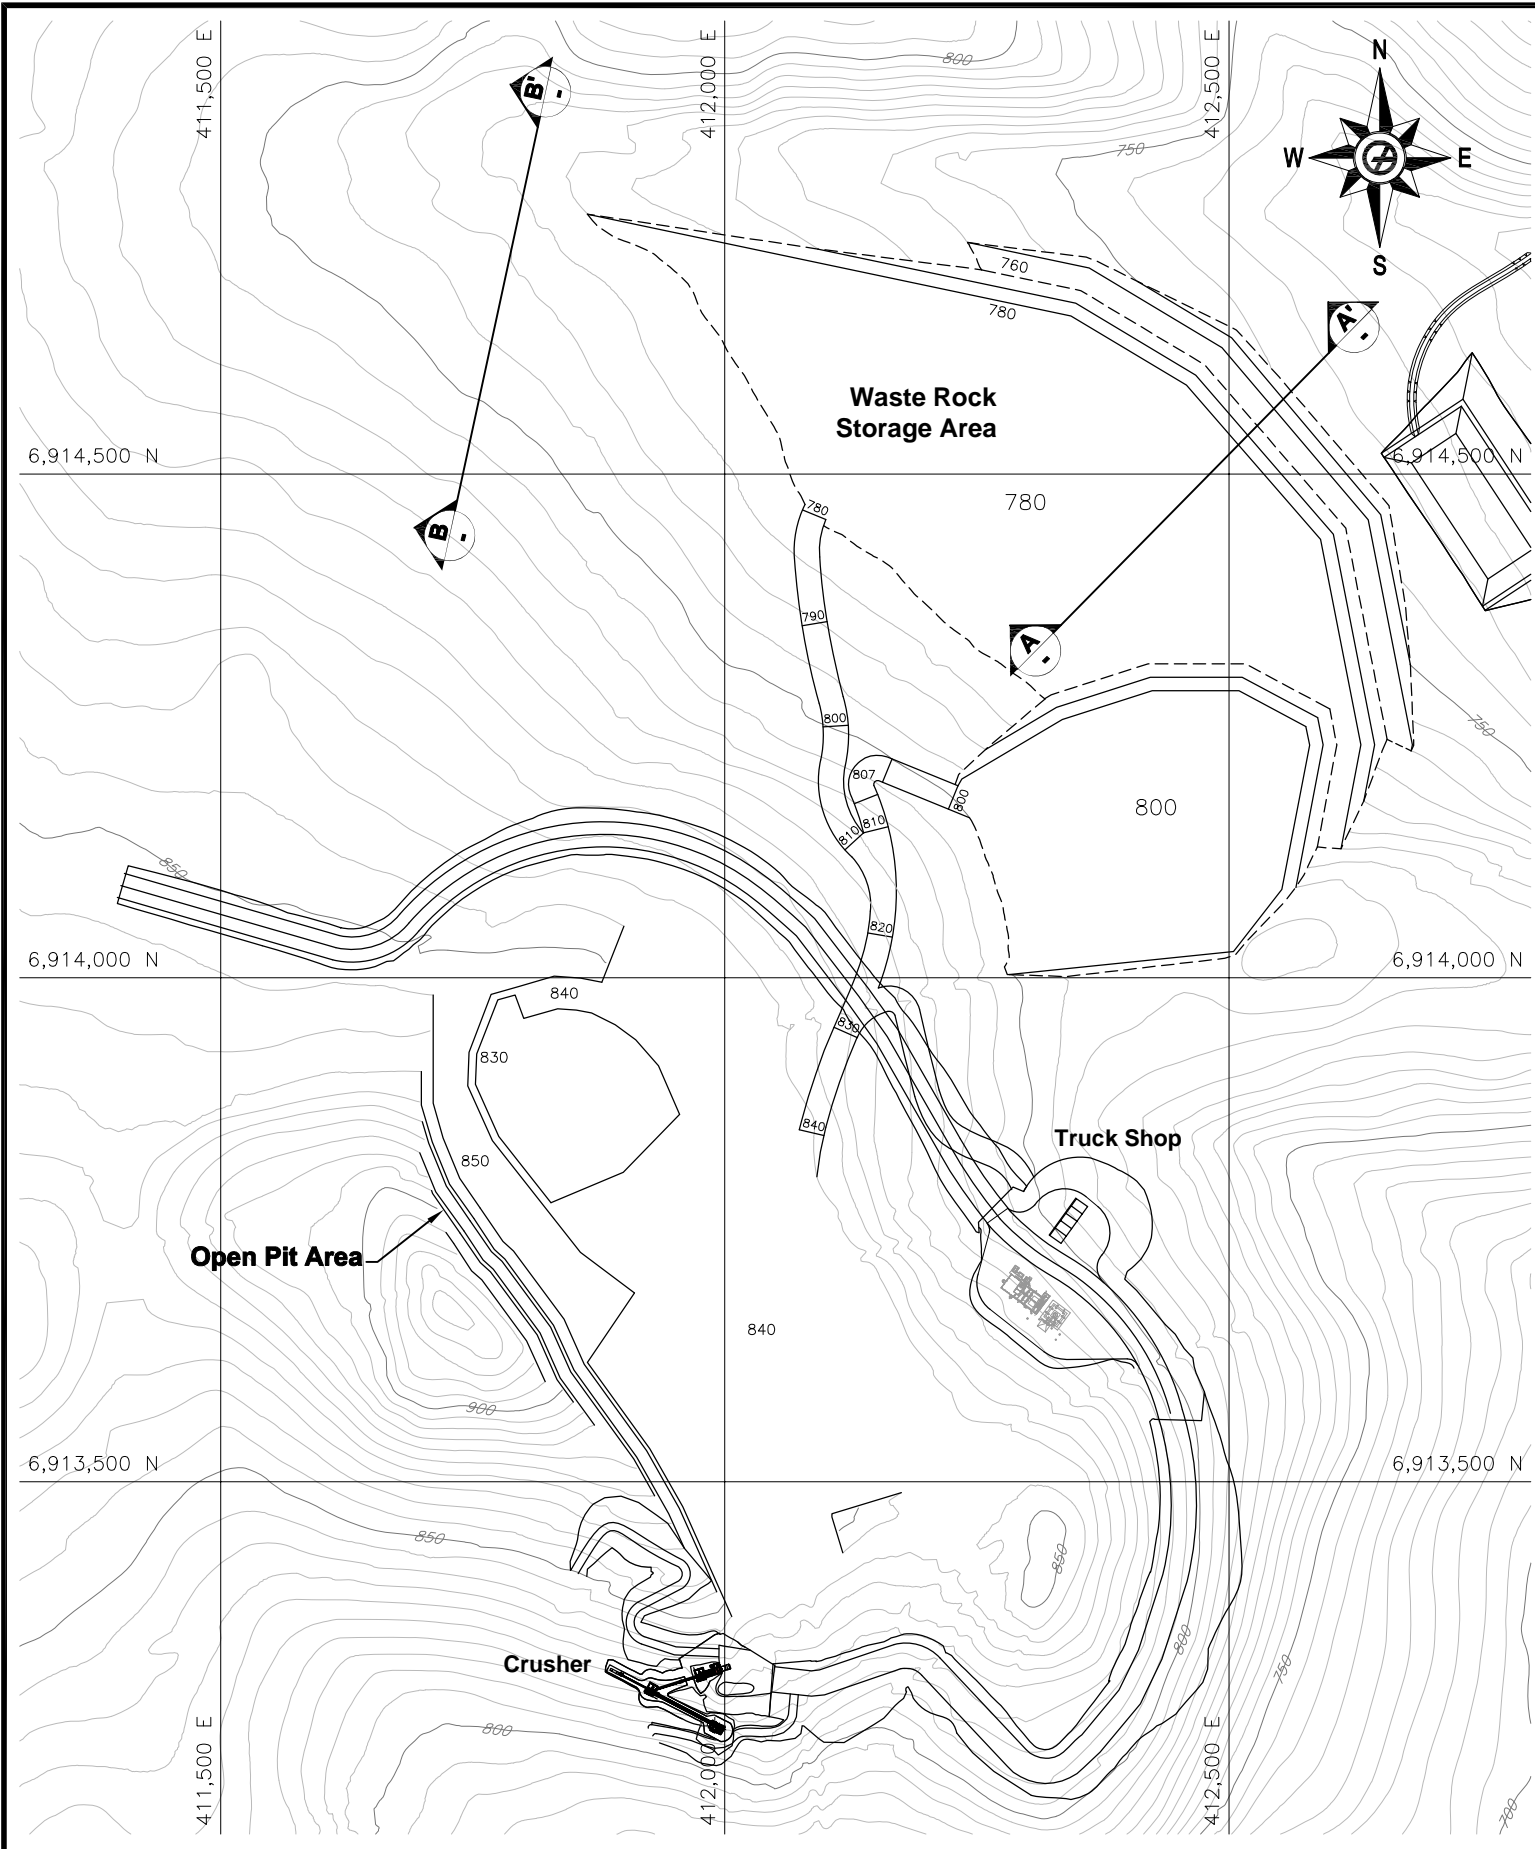 411,500 E
412,000 E
412,500 E
800
N
B'
-
W
E
750
S
760
780
A'
-
Waste Rock
Storage Area
6,914,500 N
6,914,500 N
780
780
B
-
790
A
-
800
750
807
800
800
810
810
850
820
6,914,000 N
6,914,000 N
840
830
830
840
Truck Shop
850
Open Pit Area
840
900
6,913,500 N
6,913,500 N
850
850
800
Crusher
750
800
411,500 E
412,000
412,500 E
700